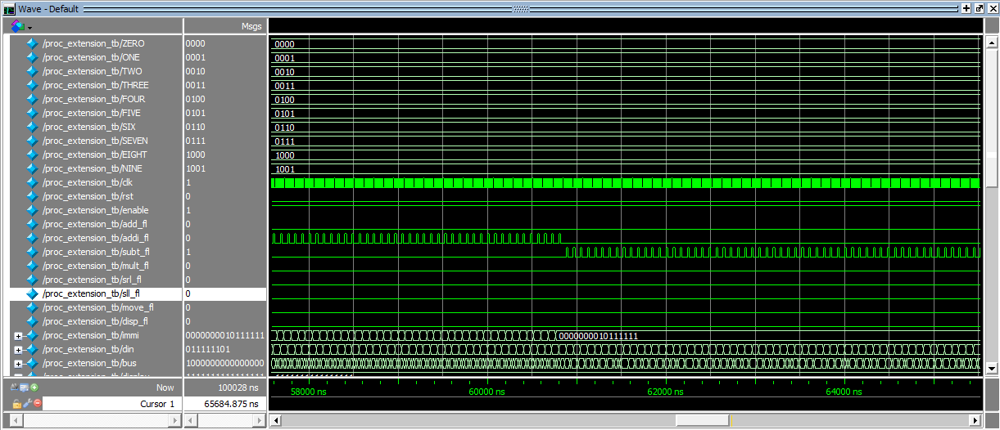 Wave - Default
Msgs
/proc_extension_tb/ZERO 0000 0000
/proc_extension_tb/ONE 0001 0001
/proc_extension_tb/TWO 0010 0010
/proc_extension_tb/THREE 0011 0011
/proc_extension_tb/FOUR 0100 0100
/proc_extension_tb/FIVE 0101 0101
/proc_extension_tb/SIX 0110 0110
/proc_extension_tb/SEVEN 0111 0111
/proc_extension_tb/EIGHT 1000 1000
/proc_extension_tb/NINE 1001 1001
/proc_extension_tb/clk 1
/proc_extension_tb/rst 0
/proc_extension_tb/enable 1
/proc_extension_tb/add_fl 0
/proc_extension_tb/addi_fl 0
/proc_extension_tb/subt_fl 1
/proc_extension_tb/mult_fl 0
/proc_extension_tb/srl_fl 0
/proc_extension_tb/sll_fl 0
/proc_extension_tb/move_fl 0
/proc_extension_tb/disp_fl 0
/proc_extension_tb/immi 0000000010111111 0000000010111111
/proc_extension_tb/din 011111101
/proc_extension_tb/bus 1000000000000000
Now 100028 ns
58000 ns 60000 ns 62000 ns 64000 ns
Cursor 1 65684.875 ns